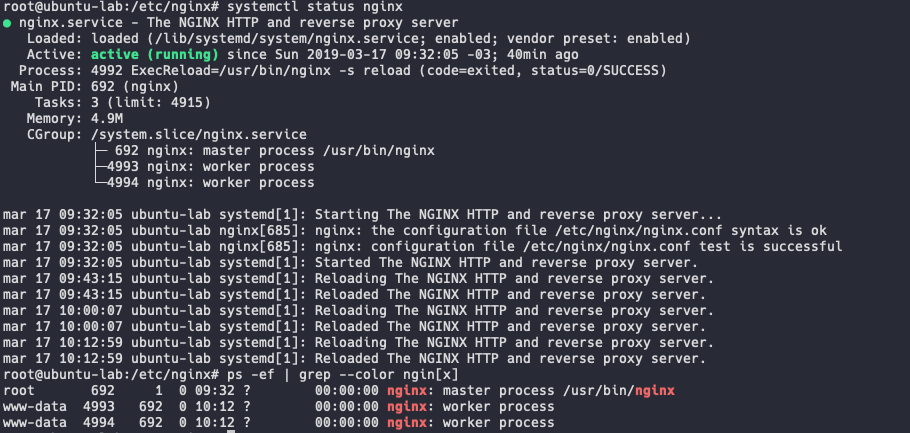 root@ubuntu-lab:/etc/nginx# systemctl status nginx
● nginx.service - The NGINX HTTP and reverse proxy server
   Loaded: loaded (/lib/systemd/system/nginx.service; enabled; vendor preset: enabled)
   Active: active (running) since Sun 2019-03-17 09:32:05 -03; 40min ago
  Process: 4992 ExecReload=/usr/bin/nginx -s reload (code=exited, status=0/SUCCESS)
 Main PID: 692 (nginx)
    Tasks: 3 (limit: 4915)
   Memory: 4.9M
   CGroup: /system.slice/nginx.service
           ├─ 692 nginx: master process /usr/bin/nginx
           ├─4993 nginx: worker process
           └─4994 nginx: worker process
mar 17 09:32:05 ubuntu-lab systemd[1]: Starting The NGINX HTTP and reverse proxy server...
mar 17 09:32:05 ubuntu-lab nginx[685]: nginx: the configuration file /etc/nginx/nginx.conf syntax is ok
mar 17 09:32:05 ubuntu-lab nginx[685]: nginx: configuration file /etc/nginx/nginx.conf test is successful
mar 17 09:32:05 ubuntu-lab systemd[1]: Started The NGINX HTTP and reverse proxy server.
mar 17 09:43:15 ubuntu-lab systemd[1]: Reloading The NGINX HTTP and reverse proxy server.
mar 17 09:43:15 ubuntu-lab systemd[1]: Reloaded The NGINX HTTP and reverse proxy server.
mar 17 10:00:07 ubuntu-lab systemd[1]: Reloading The NGINX HTTP and reverse proxy server.
mar 17 10:00:07 ubuntu-lab systemd[1]: Reloaded The NGINX HTTP and reverse proxy server.
mar 17 10:12:59 ubuntu-lab systemd[1]: Reloading The NGINX HTTP and reverse proxy server.
mar 17 10:12:59 ubuntu-lab systemd[1]: Reloaded The NGINX HTTP and reverse proxy server.
root@ubuntu-lab:/etc/nginx# ps -ef | grep --color ngin[x]
root       692     1  0 09:32 ?        00:00:00 nginx: master process /usr/bin/nginx
www-data  4993   692  0 10:12 ?        00:00:00 nginx: worker process
www-data  4994   692  0 10:12 ?        00:00:00 nginx: worker process